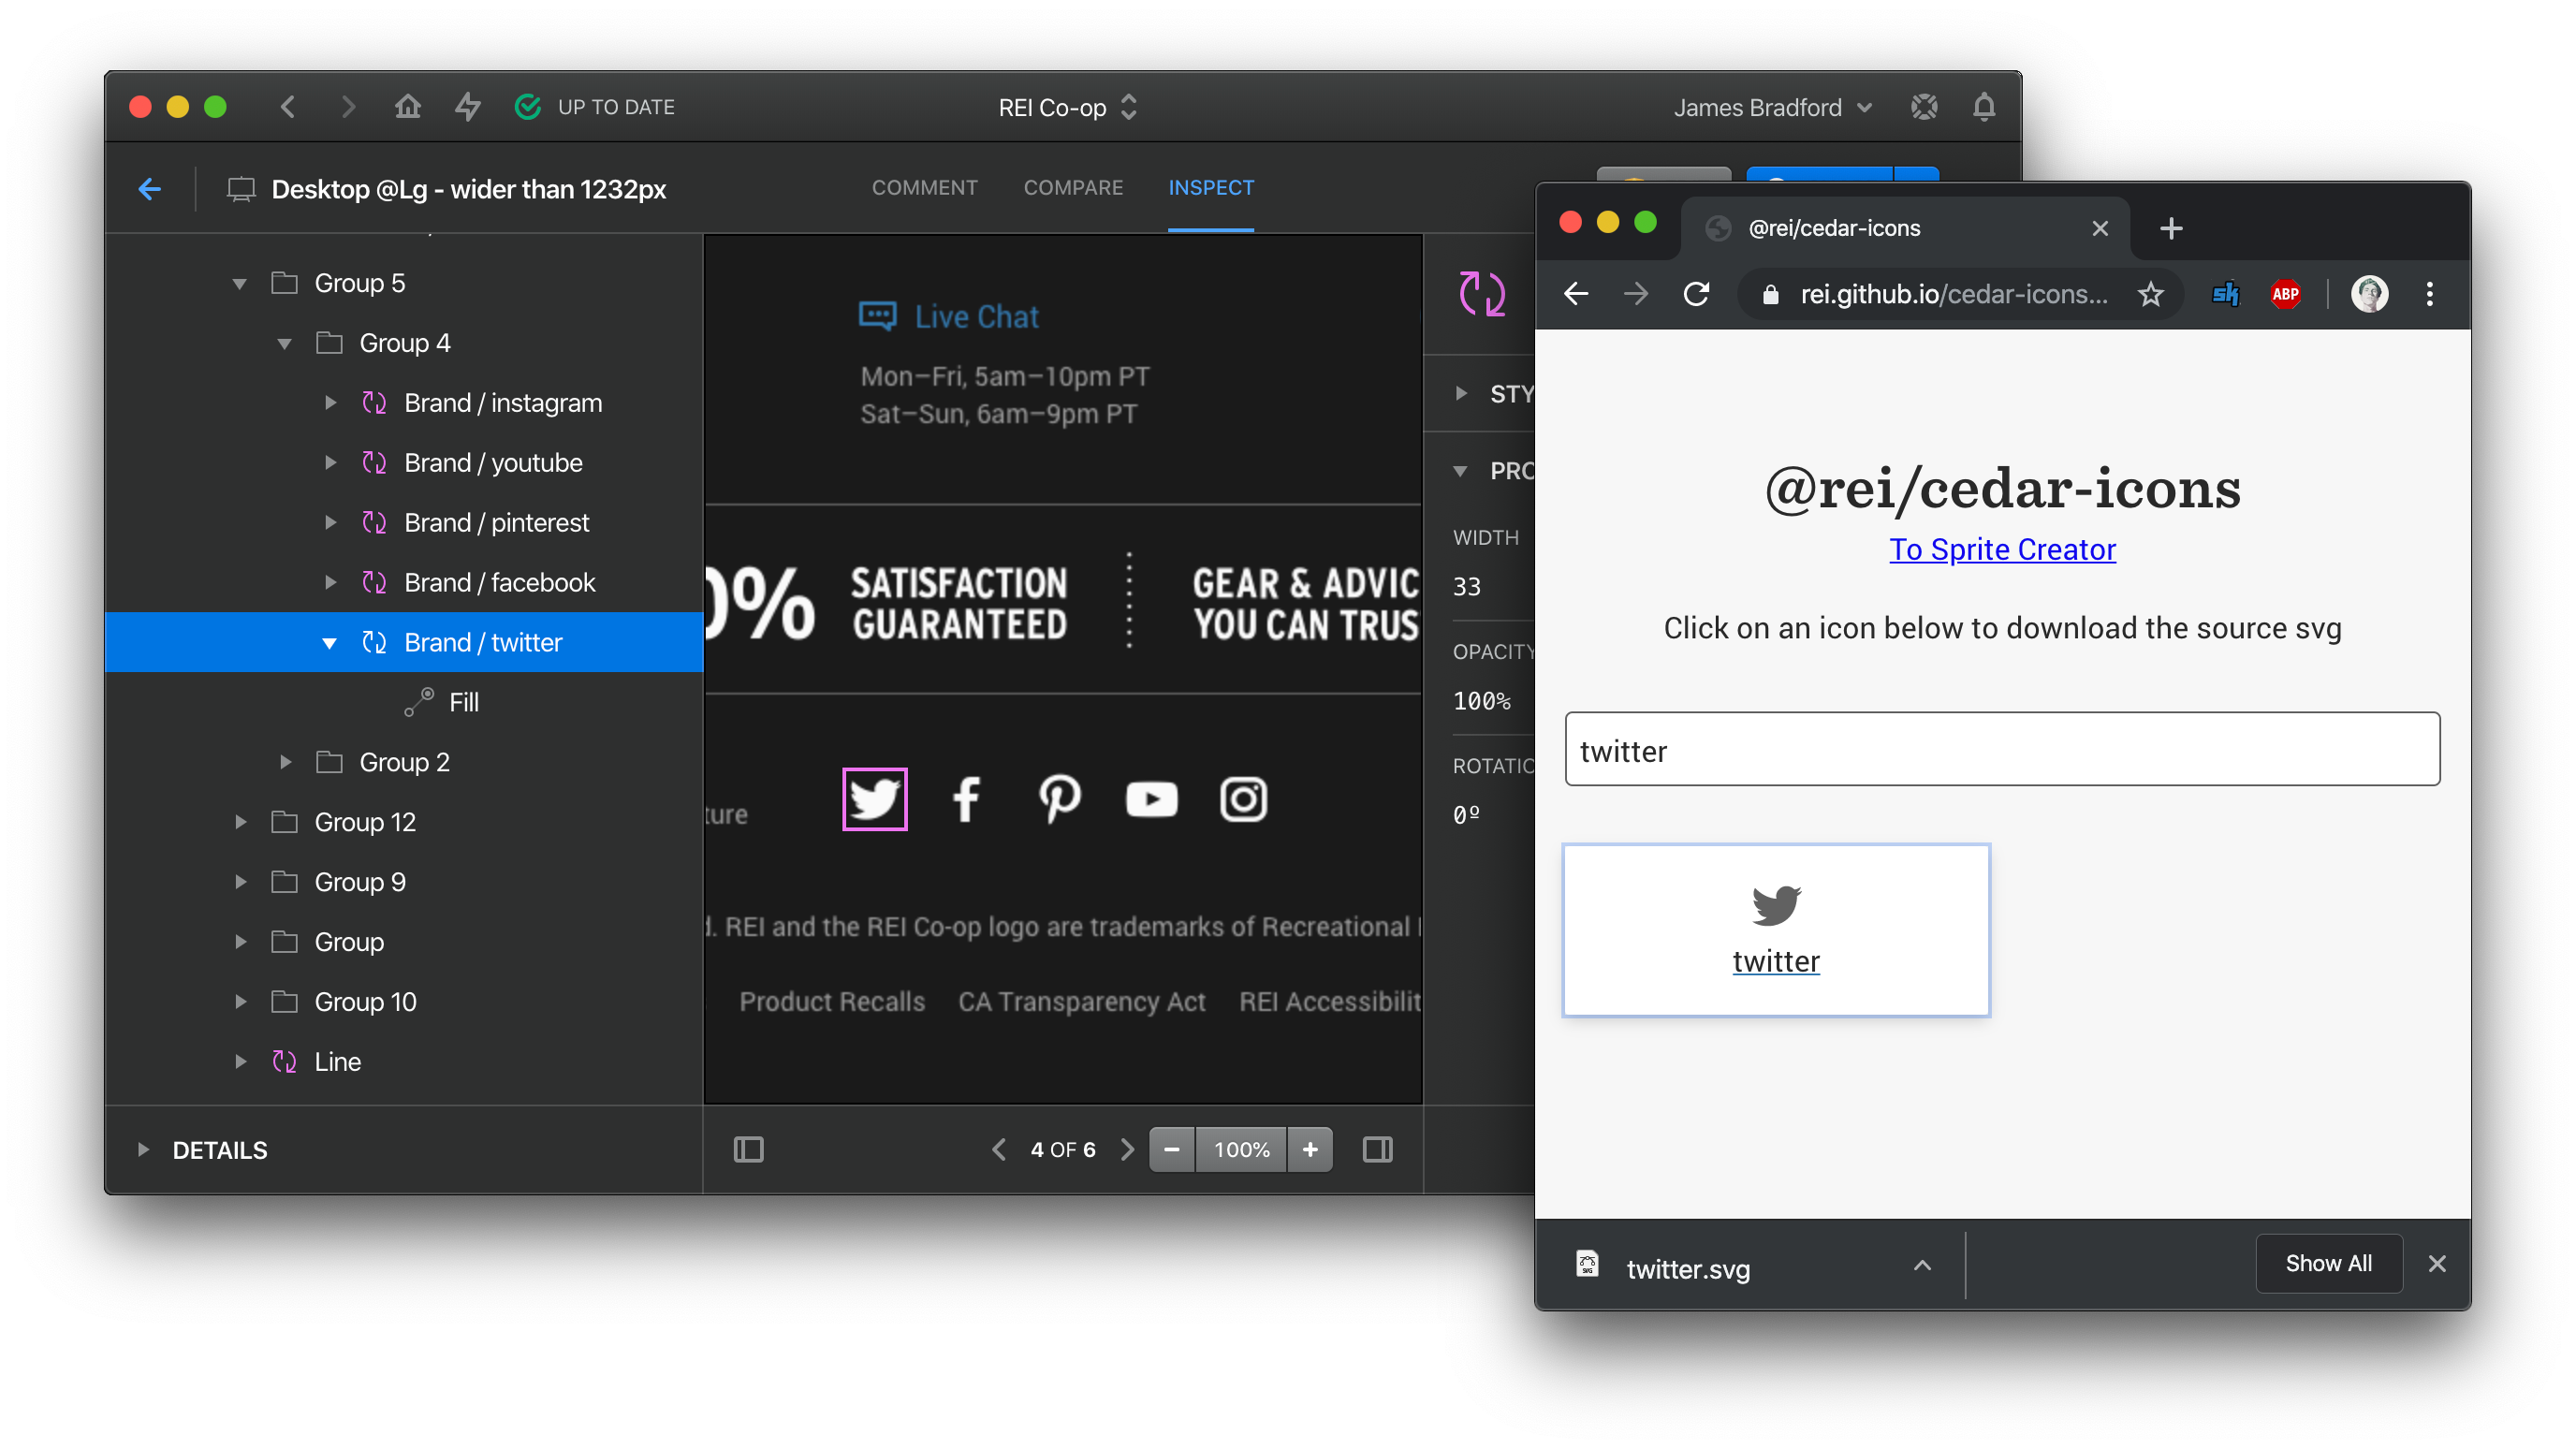 UP TO DATE
REI Co-op
James Bradford
Desktop @Lg - wider than 1232px
COMMENT
COMPARE
INSPECT
Group 5
Group 4
Brand / instagram
Brand / youtube
Brand / pinterest
Brand / facebook
Brand / twitter
Fill
Group 2
Group 12
Group 9
Group
Group 10
Line
DETAILS
Live Chat
Mon–Fri, 5am–10pm PT
Sat–Sun, 6am–9pm PT
0%
SATISFACTION
GUARANTEED
GEAR & ADVIC
YOU CAN TRUS
ture
d. REI and the REI Co-op logo are trademarks of Recreational
Product Recalls
CA Transparency Act
REI Accessibilit
4 OF 6
100%
STY
PRO
WIDTH
33
OPACITY
100%
ROTATIO
0º
@rei/cedar-icons
rei.github.io/cedar-icons...
sk
ABP
@rei/cedar-icons
To Sprite Creator
Click on an icon below to download the source svg
twitter
twitter
SVG
twitter.svg
Show All